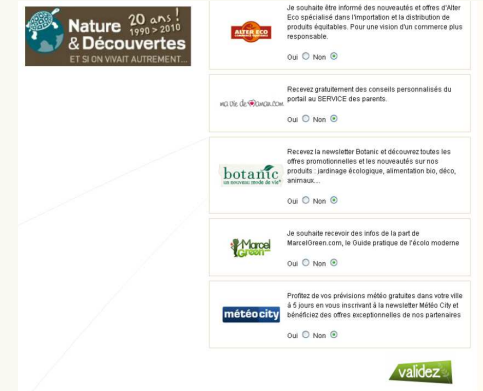 Nature
& Découvertes
20 ans!
1990 > 2010
ET SI ON VIVAIT AUTREMENT...
ALTER ECO
Je souhaite être informé des nouveautés et offres d'Alter
Eco spécialisé dans l'importation et la distribution de
produits équitables. Pour une vision d'un commerce plus
responsable.
Oui Non
ma vie de maman.com
Recevez gratuitement des conseils personnalisés du
portail au SERVICE des parents.
Oui Non
botanic
un nouveau mode de vie
Recevez la newsletter Botanic et découvrez toutes les
offres promotionnelles et les nouveautés sur nos
produits : jardinage écologique, alimentation bio, déco,
animaux....
Oui Non
Marcel
Green
Je souhaite recevoir des infos de la part de
MarcelGreen.com, le Guide pratique de l'écolo moderne
Oui Non
météo city
Profitez de vos prévisions météo gratuites dans votre ville
à 5 jours en vous inscrivant à la newsletter Météo City et
bénéficiez des offres exceptionnelles de nos partenaires
Oui Non
validez